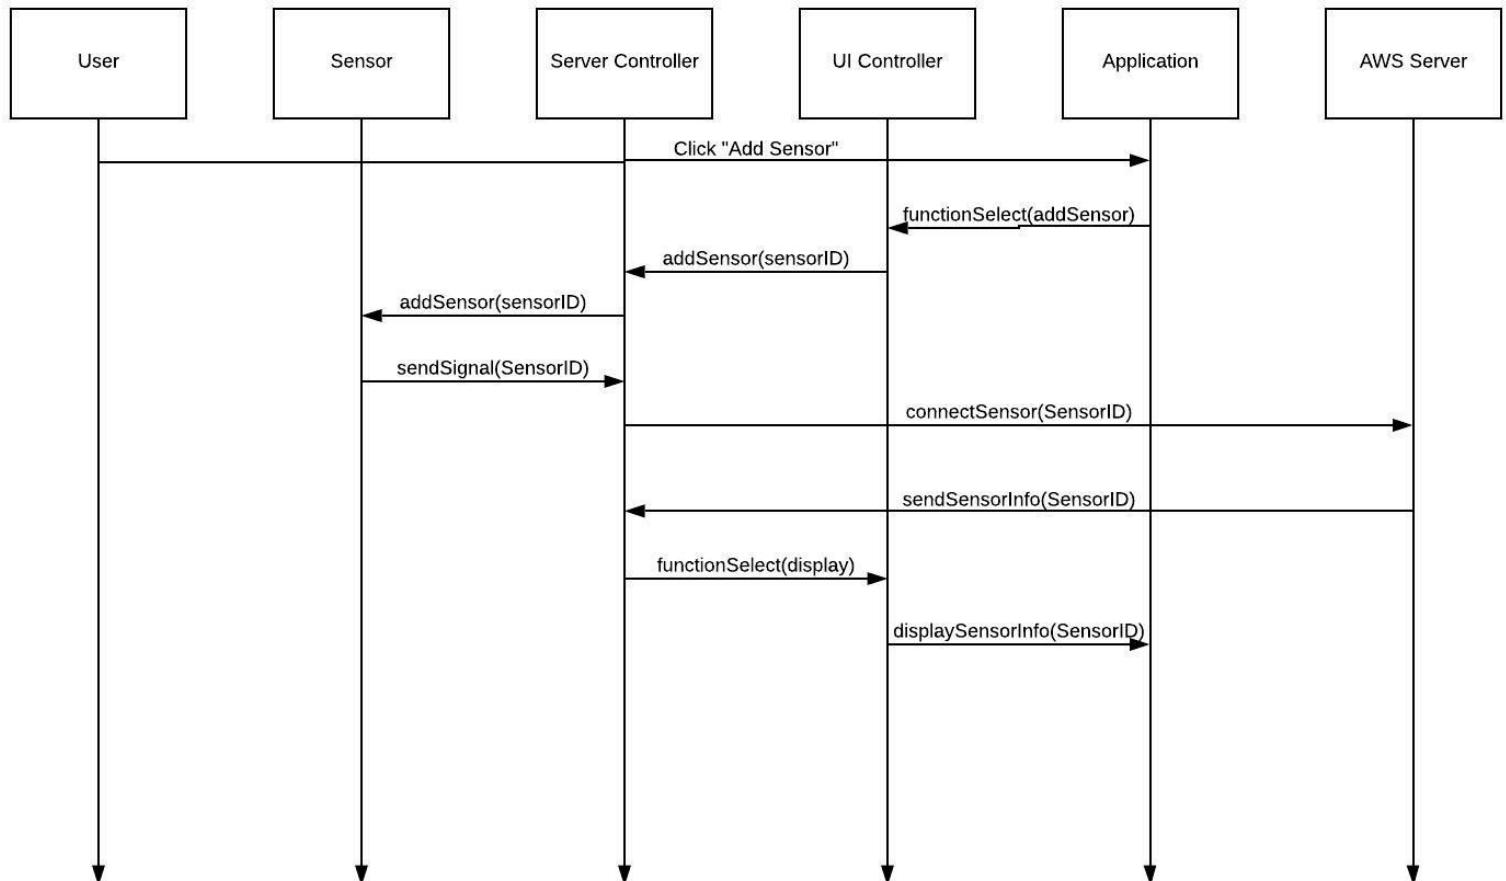 User
Sensor
Server Controller
UI Controller
Application
AWS Server
Click "Add Sensor"
functionSelect(addSensor)
addSensor(sensorID)
addSensor(sensorID)
sendSignal(SensorID)
connectSensor(SensorID)
sendSensorInfo(SensorID)
functionSelect(display)
displaySensorInfo(SensorID)